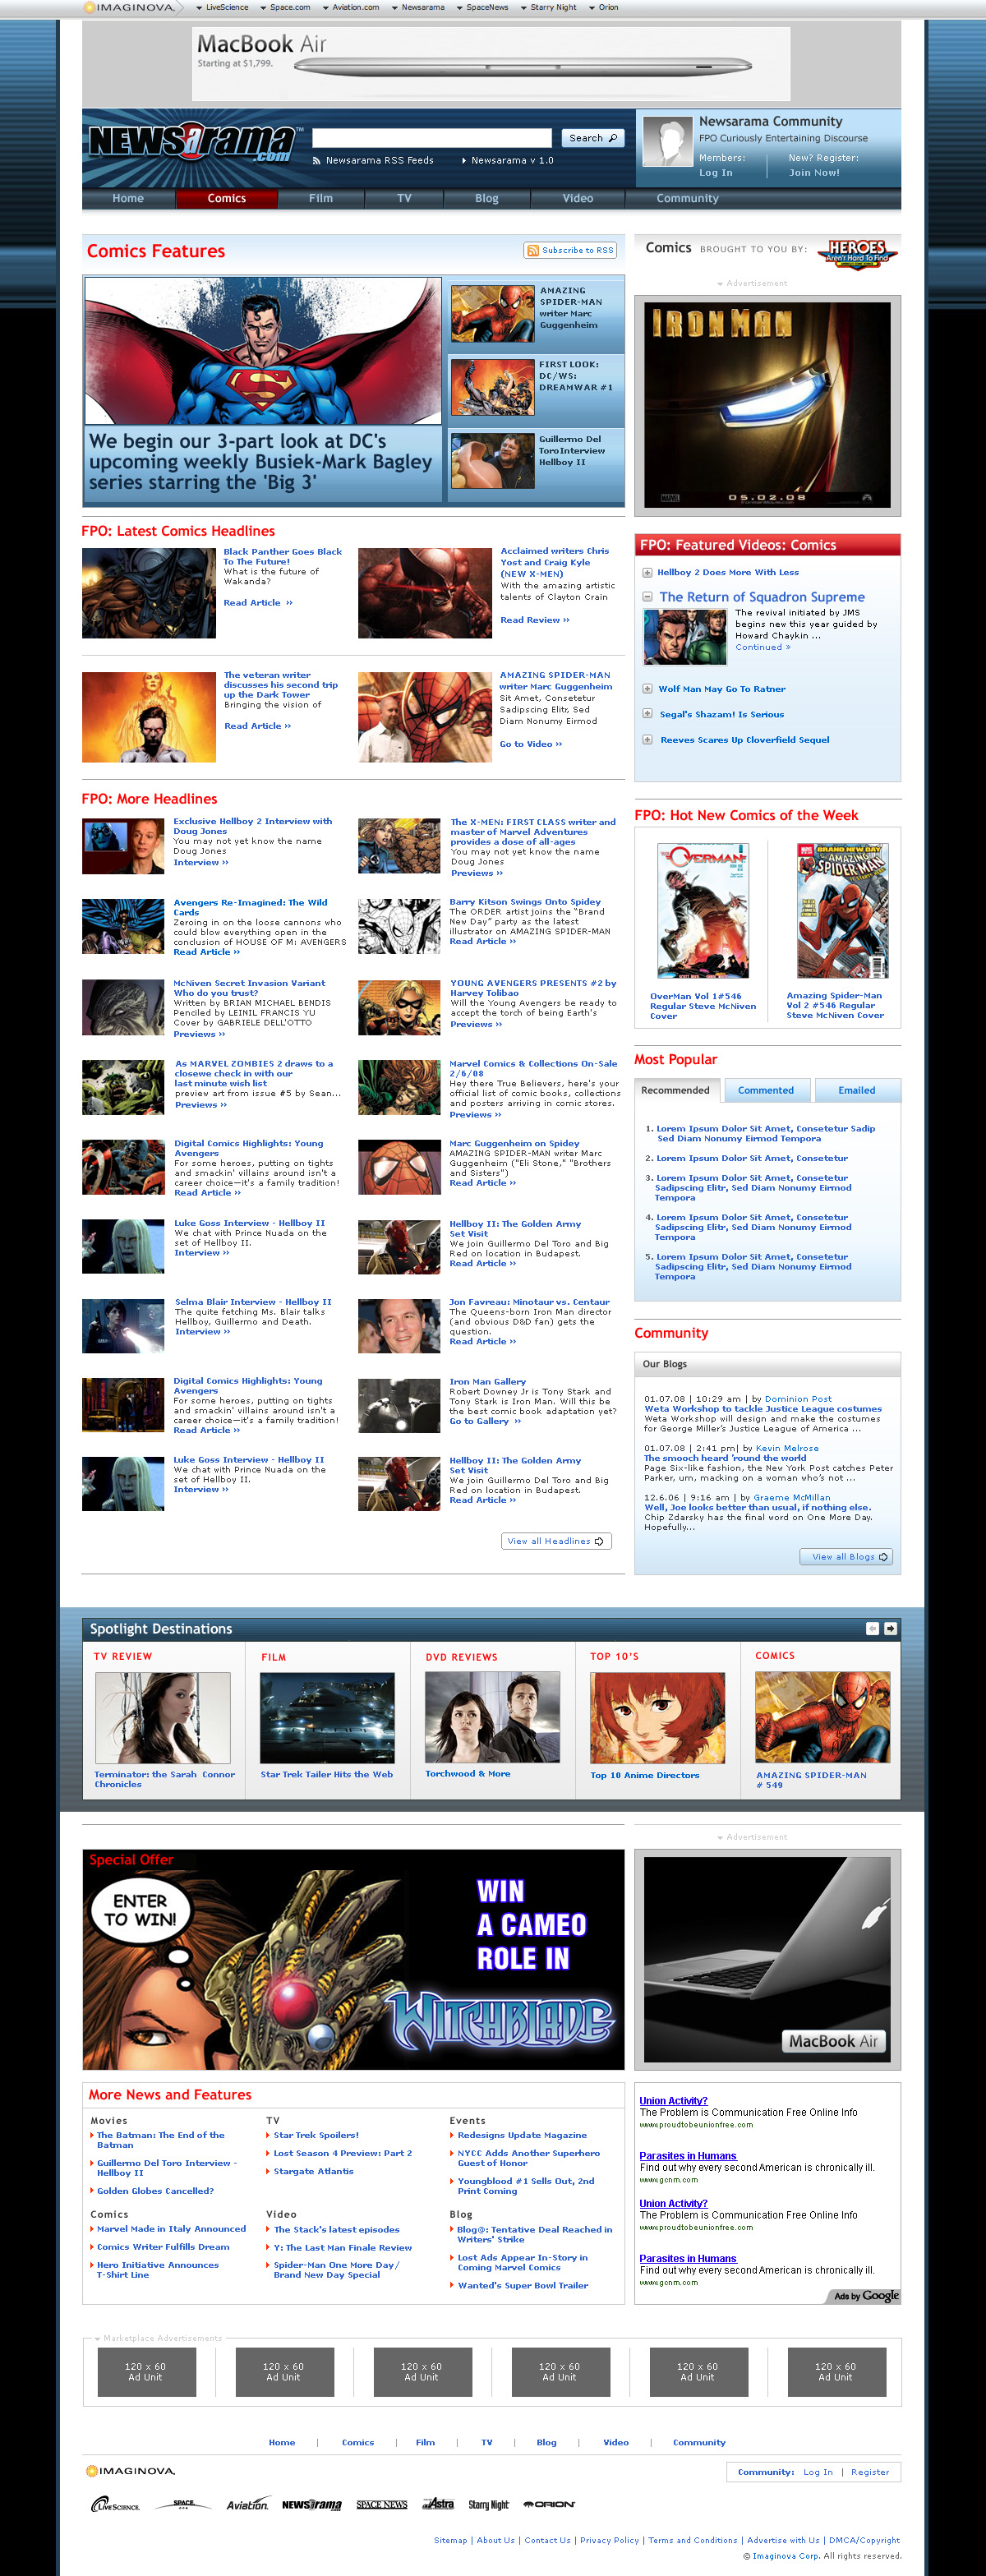 IMAGINOVA.
LiveScience Space.com Aviation.com Newsarama SpaceNews Starry Night Orion
MacBook Air
Starting at $1,799.
NEWSaRaMa.com™
Search
Newsarama RSS Feeds Newsarama v 1.0
Newsarama Community
FPO Curiously Entertaining Discourse
Members: New? Register:
Log In Join Now!
Home Comics Film TV Blog Video Community
Comics Features
Subscribe to RSS
We begin our 3-part look at DC's
upcoming weekly Busiek-Mark Bagley
series starring the 'Big 3'
AMAZING
SPIDER-MAN
writer Marc
Guggenheim
FIRST LOOK:
DC/WS:
DREAMWAR #1
Guillermo Del
ToroInterview
Hellboy II
Comics BROUGHT TO YOU BY:
HEROES
Aren't Hard To Find
Advertisement
IRON MAN
MARVEL
05.02.08
FPO: Latest Comics Headlines
Black Panther Goes Black
To The Future!
What is the future of
Wakanda?
Read Article ››
Acclaimed writers Chris
Yost and Craig Kyle
(NEW X-MEN)
With the amazing artistic
talents of Clayton Crain
Read Review ››
The veteran writer
discusses his second trip
up the Dark Tower
Bringing the vision of
Read Article ››
AMAZING SPIDER-MAN
writer Marc Guggenheim
Sit Amet, Consetetur
Sadipscing Elitr, Sed
Diam Nonumy Eirmod
Go to Video ››
FPO: Featured Videos: Comics
Hellboy 2 Does More With Less
The Return of Squadron Supreme
The revival initiated by JMS
begins new this year guided by
Howard Chaykin ...
Continued »
Wolf Man May Go To Ratner
Segal's Shazam! Is Serious
Reeves Scares Up Cloverfield Sequel
FPO: More Headlines
Exclusive Hellboy 2 Interview with
Doug Jones
You may not yet know the name
Doug Jones
Interview ››
The X-MEN: FIRST CLASS writer and
master of Marvel Adventures
provides a dose of all-ages
You may not yet know the name
Doug Jones
Previews ››
Avengers Re-Imagined: The Wild
Cards
Zeroing in on the loose cannons who
could blow everything open in the
conclusion of HOUSE OF M: AVENGERS
Read Article ››
Barry Kitson Swings Onto Spidey
The ORDER artist joins the "Brand
New Day" party as the latest
illustrator on AMAZING SPIDER-MAN
Read Article ››
McNiven Secret Invasion Variant
Who do you trust?
Written by BRIAN MICHAEL BENDIS
Penciled by LEINIL FRANCIS YU
Cover by GABRIELE DELL'OTTO
Previews ››
YOUNG AVENGERS PRESENTS #2 by
Harvey Tolibao
Will the Young Avengers be ready to
accept the torch of being Earth's
Previews ››
As MARVEL ZOMBIES 2 draws to a
closewe check in with our
last minute wish list
preview art from issue #5 by Sean...
Previews ››
Marvel Comics & Collections On-Sale
2/6/08
Hey there True Believers, here's your
official list of comic books, collections
and posters arriving in comic stores.
Previews ››
Digital Comics Highlights: Young
Avengers
For some heroes, putting on tights
and smackin' villains around isn't a
career choice—it's a family tradition!
Read Article ››
Marc Guggenheim on Spidey
AMAZING SPIDER-MAN writer Marc
Guggenheim ("Eli Stone," "Brothers
and Sisters")
Read Article ››
Luke Goss Interview - Hellboy II
We chat with Prince Nuada on the
set of Hellboy II.
Interview ››
Hellboy II: The Golden Army
Set Visit
We join Guillermo Del Toro and Big
Red on location in Budapest.
Read Article ››
Selma Blair Interview - Hellboy II
The quite fetching Ms. Blair talks
Hellboy, Guillermo and Death.
Interview ››
Jon Favreau: Minotaur vs. Centaur
The Queens-born Iron Man director
(and obvious D&D fan) gets the
question.
Read Article ››
Digital Comics Highlights: Young
Avengers
For some heroes, putting on tights
and smackin' villains around isn't a
career choice—it's a family tradition!
Read Article ››
Iron Man Gallery
Robert Downey Jr is Tony Stark and
Tony Stark is Iron Man. Will this be
the best comic book adaptation yet?
Go to Gallery ››
Luke Goss Interview - Hellboy II
We chat with Prince Nuada on the
set of Hellboy II.
Interview ››
Hellboy II: The Golden Army
Set Visit
We join Guillermo Del Toro and Big
Red on location in Budapest.
Read Article ››
View all Headlines
FPO: Hot New Comics of the Week
OVERMAN
BRAND NEW DAY
AMAZING
SPIDER-MAN
OverMan Vol 1#546
Regular Steve McNiven
Cover
Amazing Spider-Man
Vol 2 #546 Regular
Steve McNiven Cover
Most Popular
Recommended Commented Emailed
1. Lorem Ipsum Dolor Sit Amet, Consetetur Sadip
Sed Diam Nonumy Eirmod Tempora
2. Lorem Ipsum Dolor Sit Amet, Consetetur
3. Lorem Ipsum Dolor Sit Amet, Consetetur
Sadipscing Elitr, Sed Diam Nonumy Eirmod
Tempora
4. Lorem Ipsum Dolor Sit Amet, Consetetur
Sadipscing Elitr, Sed Diam Nonumy Eirmod
Tempora
5. Lorem Ipsum Dolor Sit Amet, Consetetur
Sadipscing Elitr, Sed Diam Nonumy Eirmod
Tempora
Community
Our Blogs
01.07.08 | 10:29 am | by Dominion Post
Weta Workshop to tackle Justice League costumes
Weta Workshop will design and make the costumes
for George Miller's Justice League of America ...
01.07.08 | 2:41 pm| by Kevin Melrose
The smooch heard 'round the world
Page Six-like fashion, the New York Post catches Peter
Parker, um, macking on a woman who's not ...
12.6.06 | 9:16 am | by Graeme McMillan
Well, Joe looks better than usual, if nothing else.
Chip Zdarsky has the final word on One More Day.
Hopefully...
View all Blogs
Spotlight Destinations
TV REVIEW
Terminator: the Sarah Connor
Chronicles
FILM
Star Trek Tailer Hits the Web
DVD REVIEWS
Torchwood & More
TOP 10'S
Top 10 Anime Directors
COMICS
AMAZING SPIDER-MAN
# 549
Special Offer
ENTER
TO WIN!
WIN
A CAMEO
ROLE IN
WITCHBLADE
Advertisement
MacBook Air
More News and Features
Movies
The Batman: The End of the
Batman
Guillermo Del Toro Interview -
Hellboy II
Golden Globes Cancelled?
TV
Star Trek Spoilers!
Lost Season 4 Preview: Part 2
Stargate Atlantis
Events
Redesigns Update Magazine
NYCC Adds Another Superhero
Guest of Honor
Youngblood #1 Sells Out, 2nd
Print Coming
Comics
Marvel Made in Italy Announced
Comics Writer Fulfills Dream
Hero Initiative Announces
T-Shirt Line
Video
The Stack's latest episodes
Y: The Last Man Finale Review
Spider-Man One More Day/
Brand New Day Special
Blog
Blog@: Tentative Deal Reached in
Writers' Strike
Lost Ads Appear In-Story in
Coming Marvel Comics
Wanted's Super Bowl Trailer
Union Activity?
The Problem is Communication Free Online Info
www.proudtobeunionfree.com
Parasites in Humans
Find out why every second American is chronically ill.
www.gcnm.com
Union Activity?
The Problem is Communication Free Online Info
www.proudtobeunionfree.com
Parasites in Humans
Find out why every second American is chronically ill.
www.gcnm.com
Ads by Google
Marketplace Advertisements
120 x 60 120 x 60 120 x 60 120 x 60 120 x 60 120 x 60
Ad Unit Ad Unit Ad Unit Ad Unit Ad Unit Ad Unit
Home | Comics | Film | TV | Blog | Video | Community
IMAGINOVA.
Community: Log In | Register
LIVESCIENCE SPACE.com Aviation NEWSaRaMa SPACE NEWS adAstra Starry Night ORION
Sitemap | About Us | Contact Us | Privacy Policy | Terms and Conditions | Advertise with Us | DMCA/Copyright
© Imaginova Corp. All rights reserved.